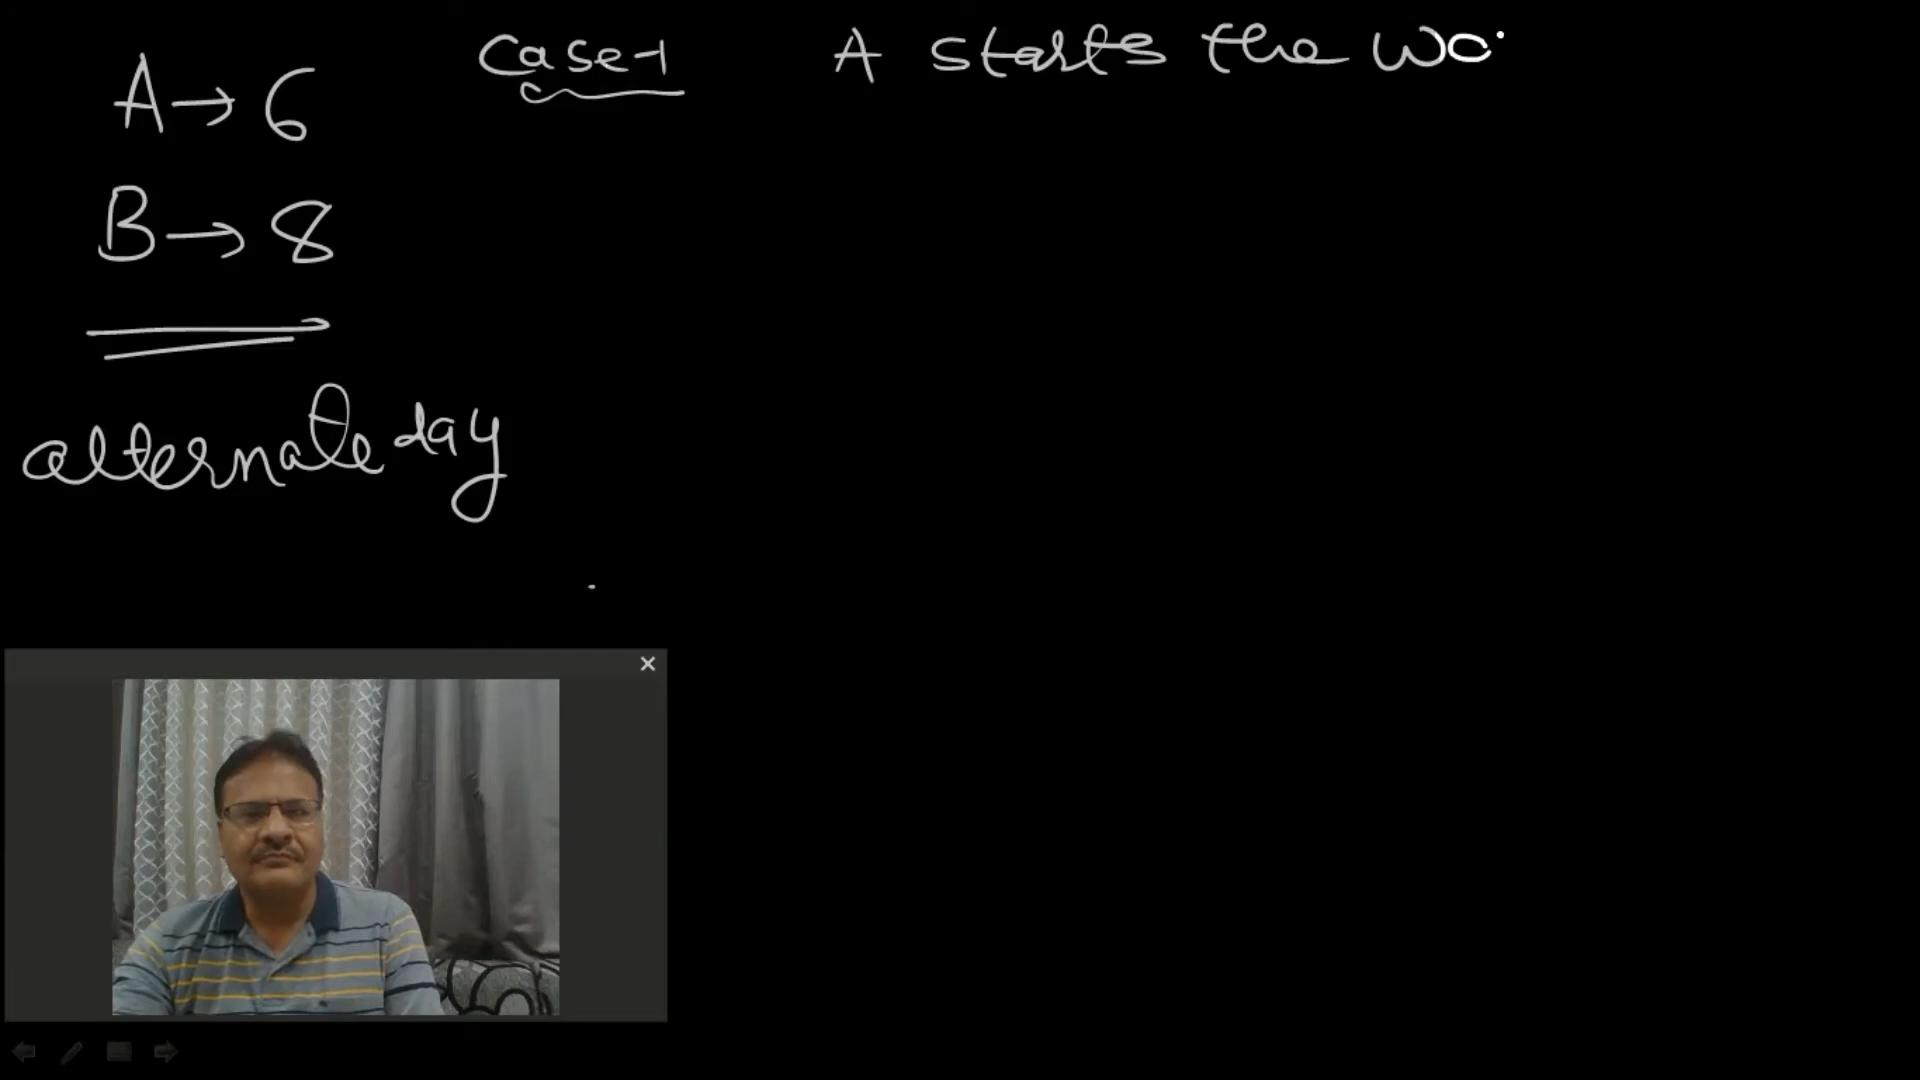 A→6
B→8
alternate day
Case-1
A starts the wo